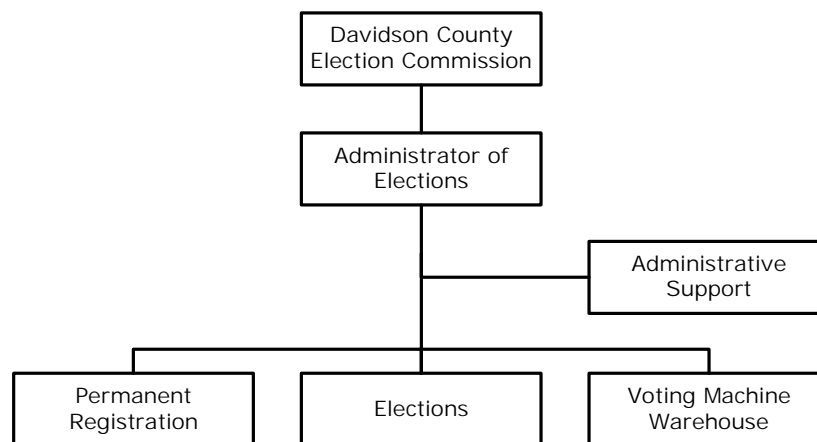 Davidson County
Election Commission
Administrator of
Elections
Administrative
Support
Permanent
Registration
Elections
Voting Machine
Warehouse